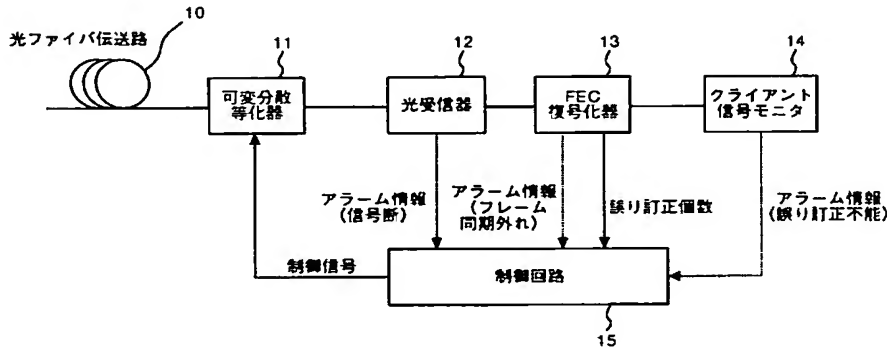 光ファイバ伝送路
10
11
12
13
14
可変分散
等化器
光受信器
FEC
復号化器
クライアント
信号モニタ
アラーム情報
(信号断)
アラーム情報
(フレーム
同期外れ)
誤り訂正個数
アラーム情報
(誤り訂正不能)
制御信号
制御回路
15